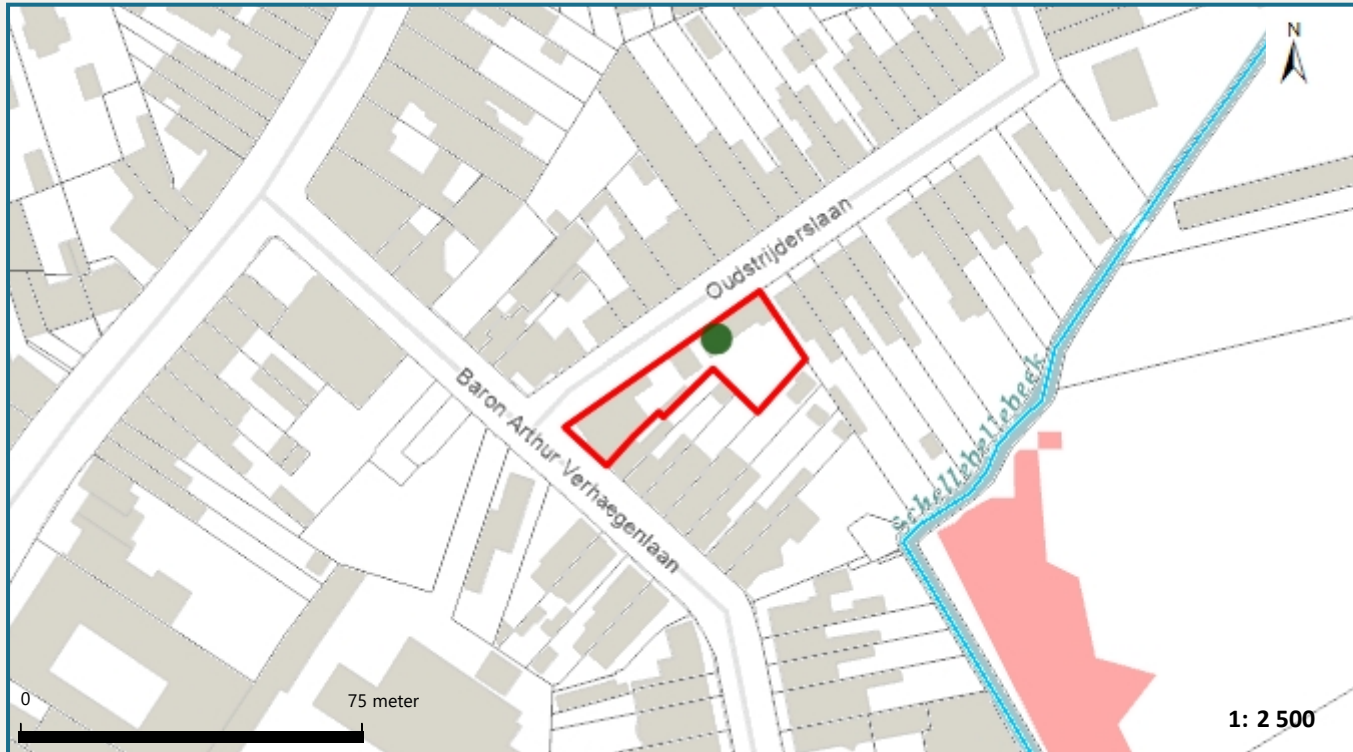 N
Oudstrijderslaan
Baron Arthur Verhaegenlaan
Schellebellebeek
0
75 meter
1: 2 500